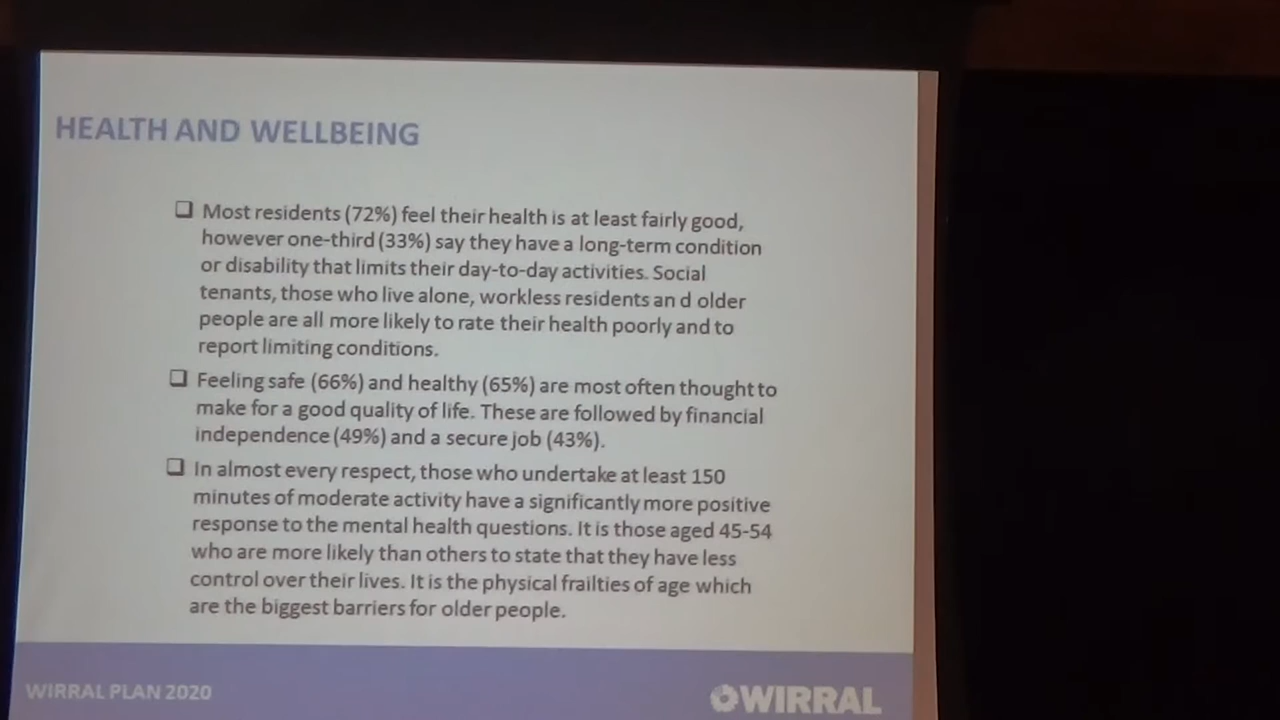 HEALTH AND WELLBEING
❑ Most residents (72%) feel their health is at least fairly good,
however one-third (33%) say they have a long-term condition
or disability that limits their day-to-day activities. Social
tenants, those who live alone, workless residents an d older
people are all more likely to rate their health poorly and to
report limiting conditions.
❑ Feeling safe (66%) and healthy (65%) are most often thought to
make for a good quality of life. These are followed by financial
independence (49%) and a secure job (43%).
❑ In almost every respect, those who undertake at least 150
minutes of moderate activity have a significantly more positive
response to the mental health questions. It is those aged 45-54
who are more likely than others to state that they have less
control over their lives. It is the physical frailties of age which
are the biggest barriers for older people.
WIRRAL PLAN 2020
WIRRAL